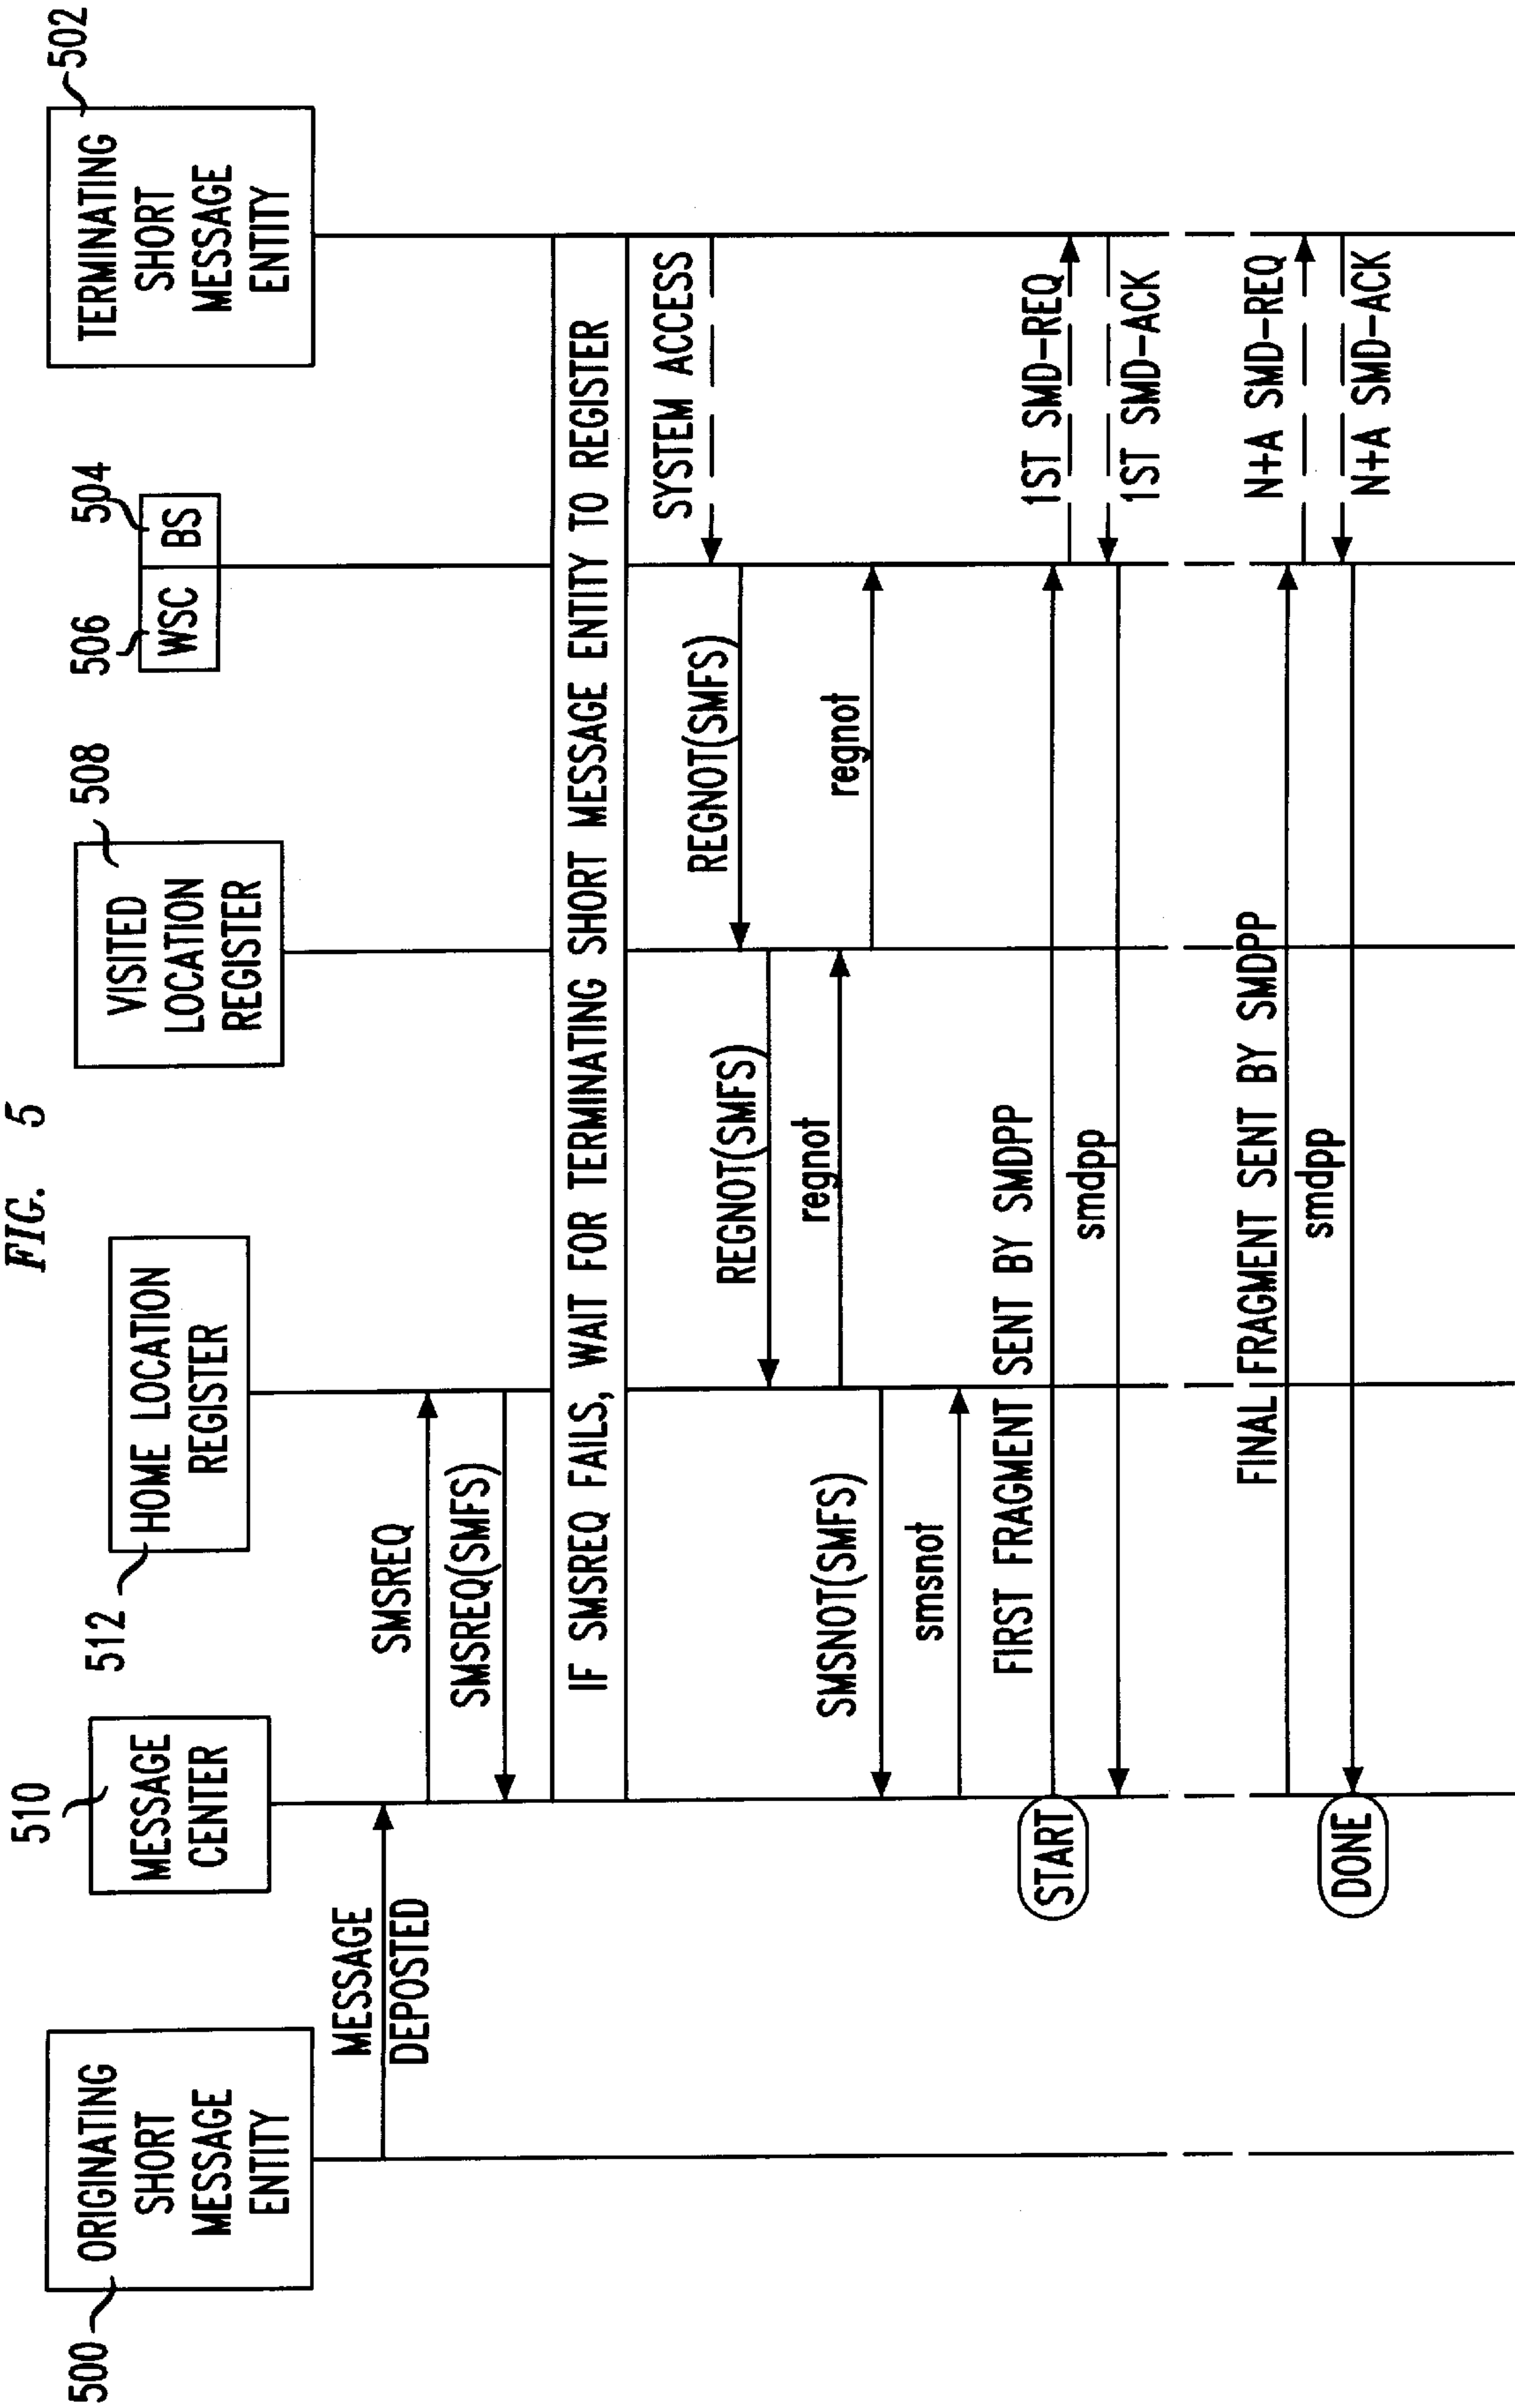 FIG. 5
500
ORIGINATING
SHORT
MESSAGE
ENTITY
510
MESSAGE
CENTER
512
HOME LOCATION
REGISTER
508
VISITED
LOCATION
REGISTER
506
504
WSC
BS
502
TERMINATING
SHORT
MESSAGE
ENTITY
MESSAGE
DEPOSTED
SMSREQ
SMSREQ(SMFS)
IF SMSREQ FAILS, WAIT FOR TERMINATING SHORT MESSAGE ENTITY TO REGISTER
SYSTEM ACCESS
REGNOT(SMFS)
REGNOT(SMFS)
regnot
regnot
SMSNOT(SMFS)
smsnot
FIRST FRAGMENT SENT BY SMDPP
START
1ST SMD-REQ
smdpp
1ST SMD-ACK
FINAL FRAGMENT SENT BY SMDPP
N+A SMD-REQ
smdpp
DONE
N+A SMD-ACK